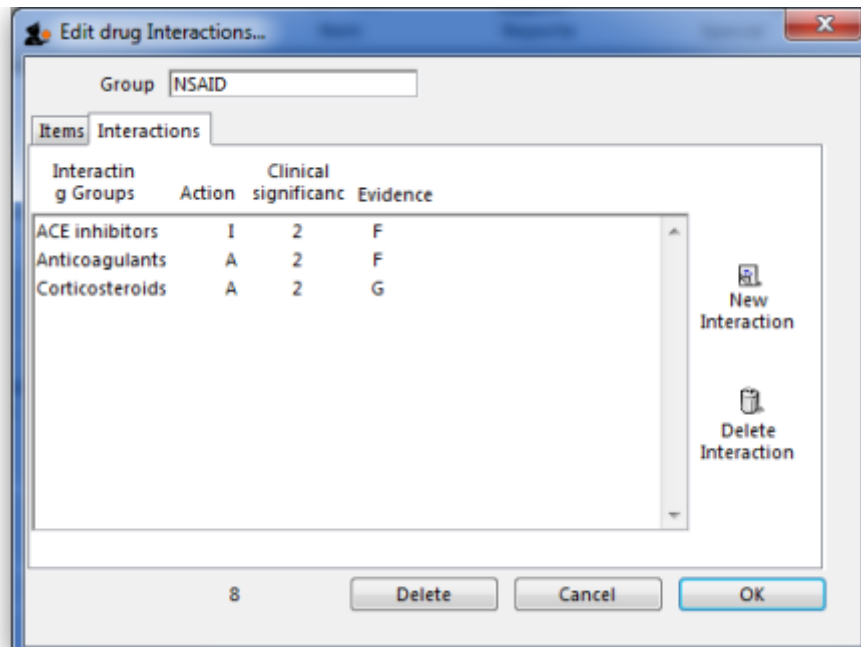 Edit drug Interactions...
Group NSAID
Items Interactions
Interactin g Groups Action Clinical significanc Evidence
ACE inhibitors I 2 F
Anticoagulants A 2 F
Corticosteroids A 2 G
New Interaction
Delete Interaction
8 Delete Cancel OK